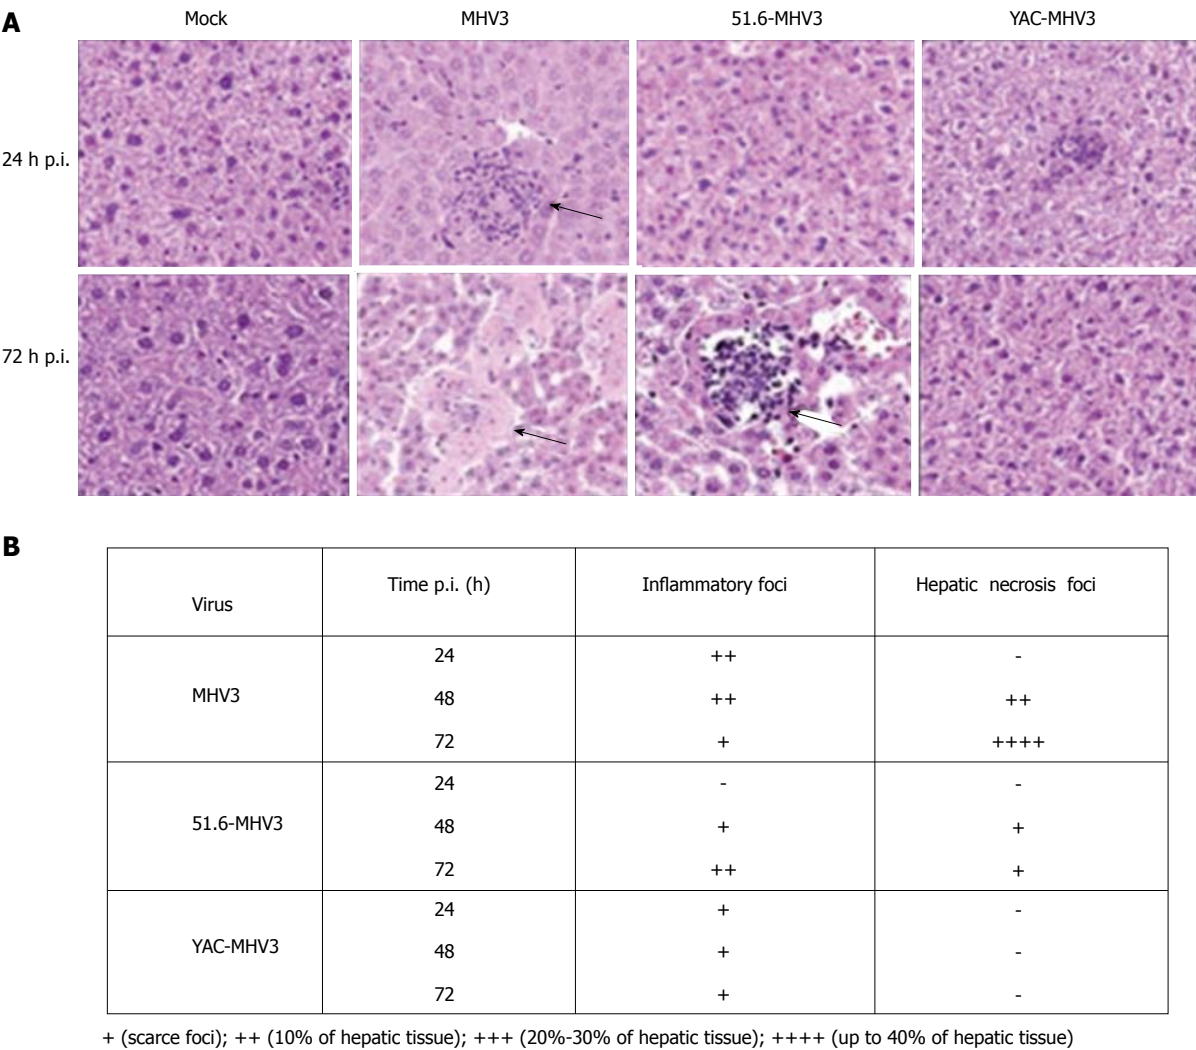 A
Mock MHV3 51.6-MHV3 YAC-MHV3
24 h p.i.
72 h p.i.
B
Virus Time p.i. (h) Inflammatory foci Hepatic necrosis foci
MHV3
24 ++ -
48 ++ ++
72 + ++++
51.6-MHV3
24 - -
48 + +
72 ++ +
YAC-MHV3
24 + -
48 + -
72 + -
+ (scarce foci); ++ (10% of hepatic tissue); +++ (20%-30% of hepatic tissue); ++++ (up to 40% of hepatic tissue)